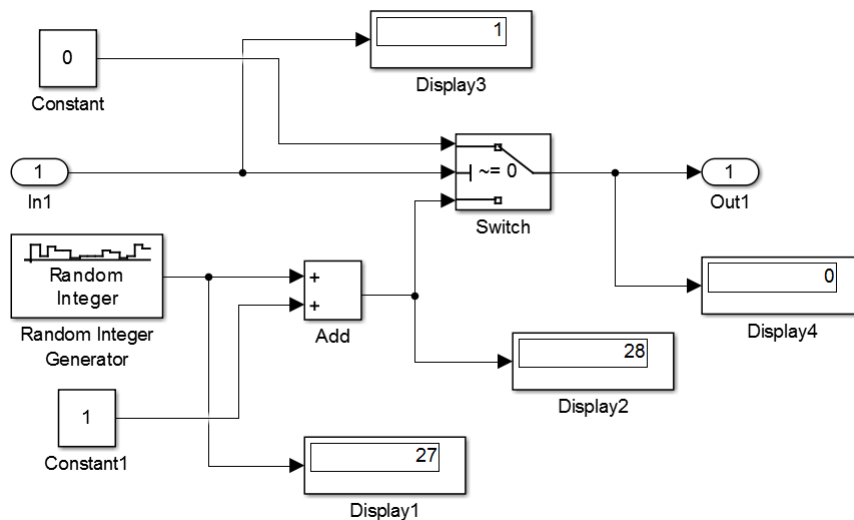 1
Display3
0
Constant
1
In1
~= 0
Switch
1
Out1
Random
Integer
Random Integer
Generator
+
+
Add
0
Display4
28
Display2
1
Constant1
27
Display1